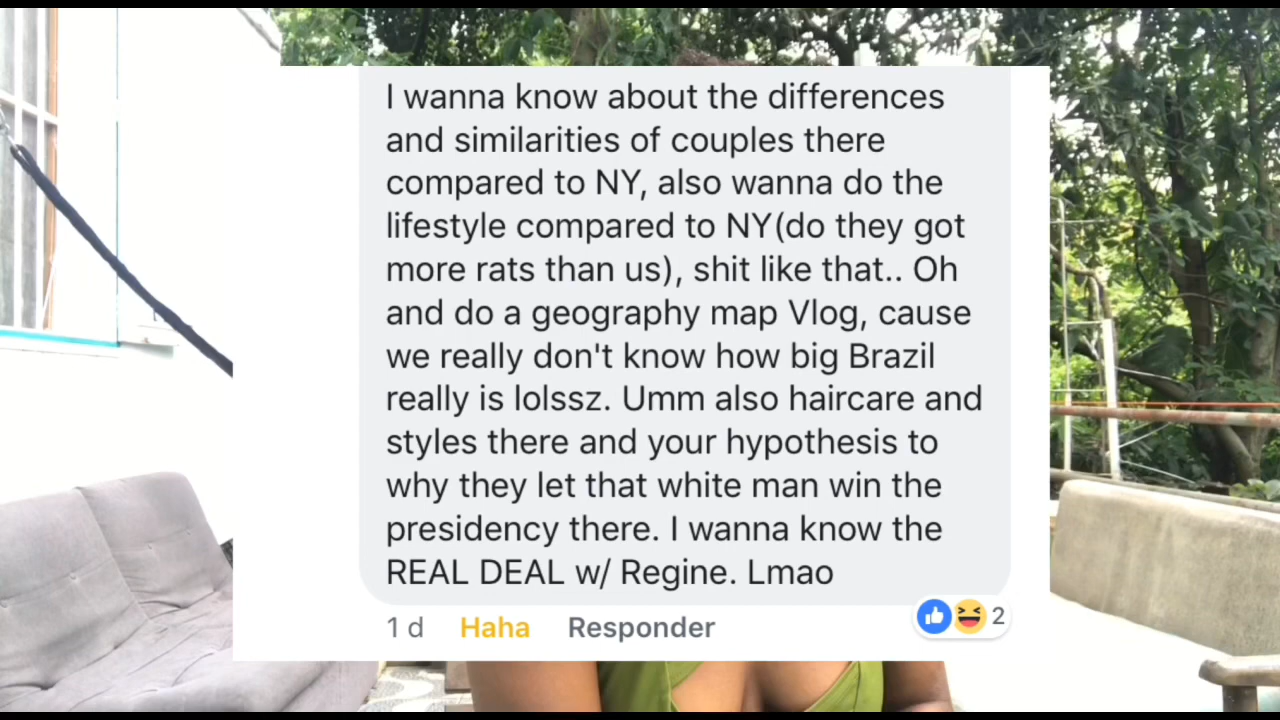 I wanna know about the differences
and similarities of couples there
compared to NY, also wanna do the
lifestyle compared to NY(do they got
more rats than us), shit like that.. Oh
and do a geography map Vlog, cause
we really don't know how big Brazil
really is lolssz. Umm also haircare and
styles there and your hypothesis to
why they let that white man win the
presidency there. I wanna know the
REAL DEAL w/ Regine. Lmao
1 d Haha Responder 2